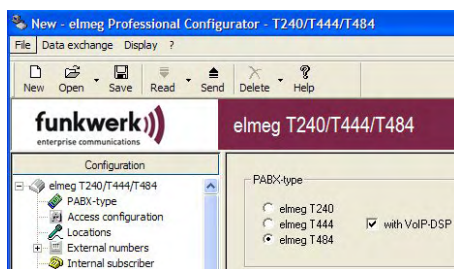 New - elmeg Professional Configurator - T240/T444/T484
File Data exchange Display ?
New Open Save Read Send Delete Help
funkwerk
enterprise communications
elmeg T240/T444/T484
Configuration
elmeg T240/T444/T484
PABX-type
Access configuration
Locations
External numbers
Internal subscriber
PABX-type
elmeg T240
elmeg T444
elmeg T484
with VoIP-DSP